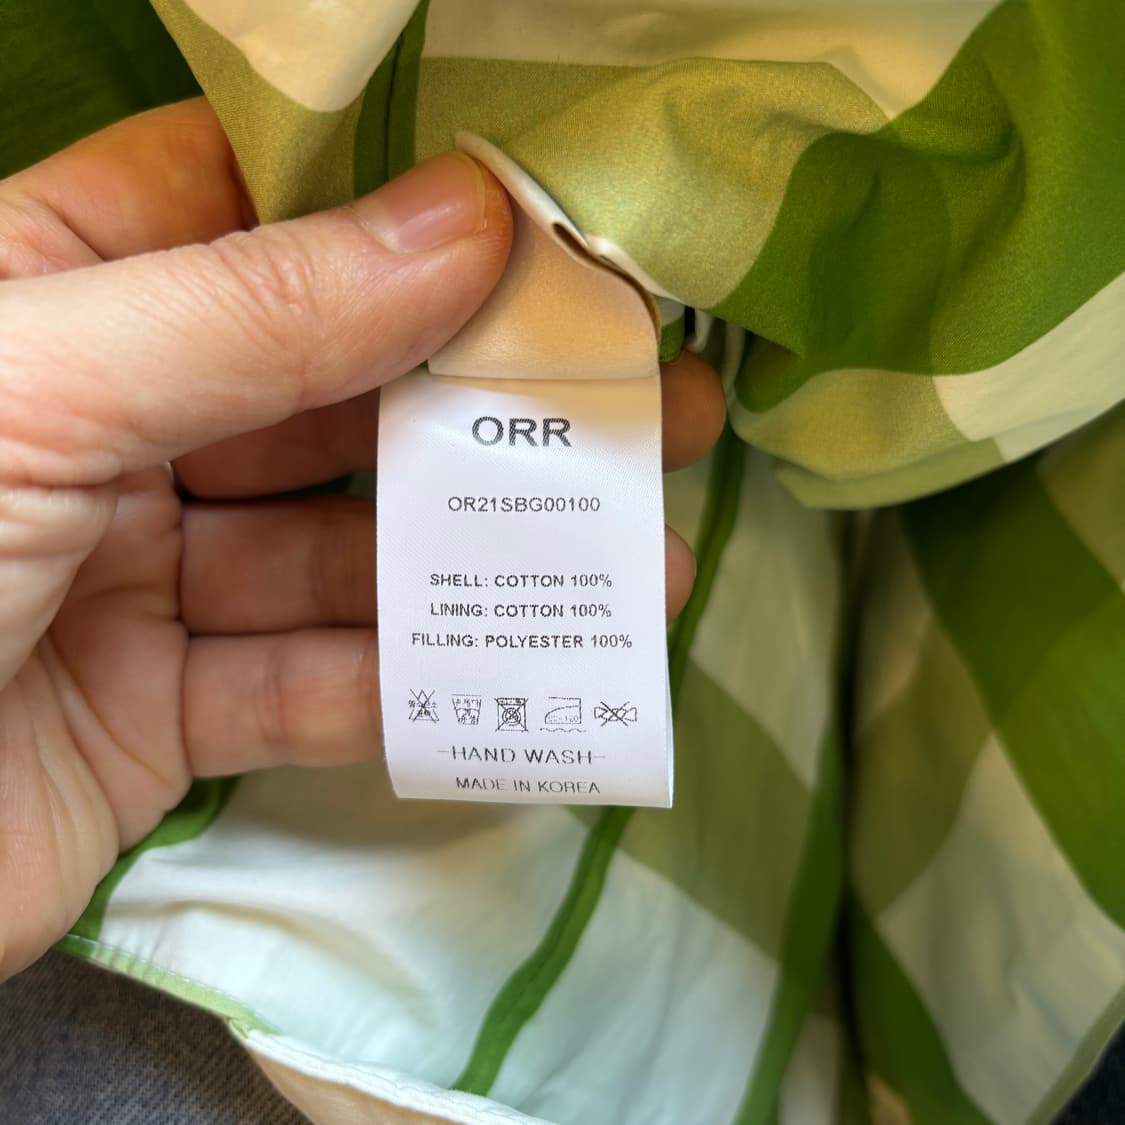 ORR
OR21SBG00100
SHELL: COTTON 100%
LINING: COTTON 100%
FILLING: POLYESTER 100%
-HAND WASH-
MADE IN KOREA